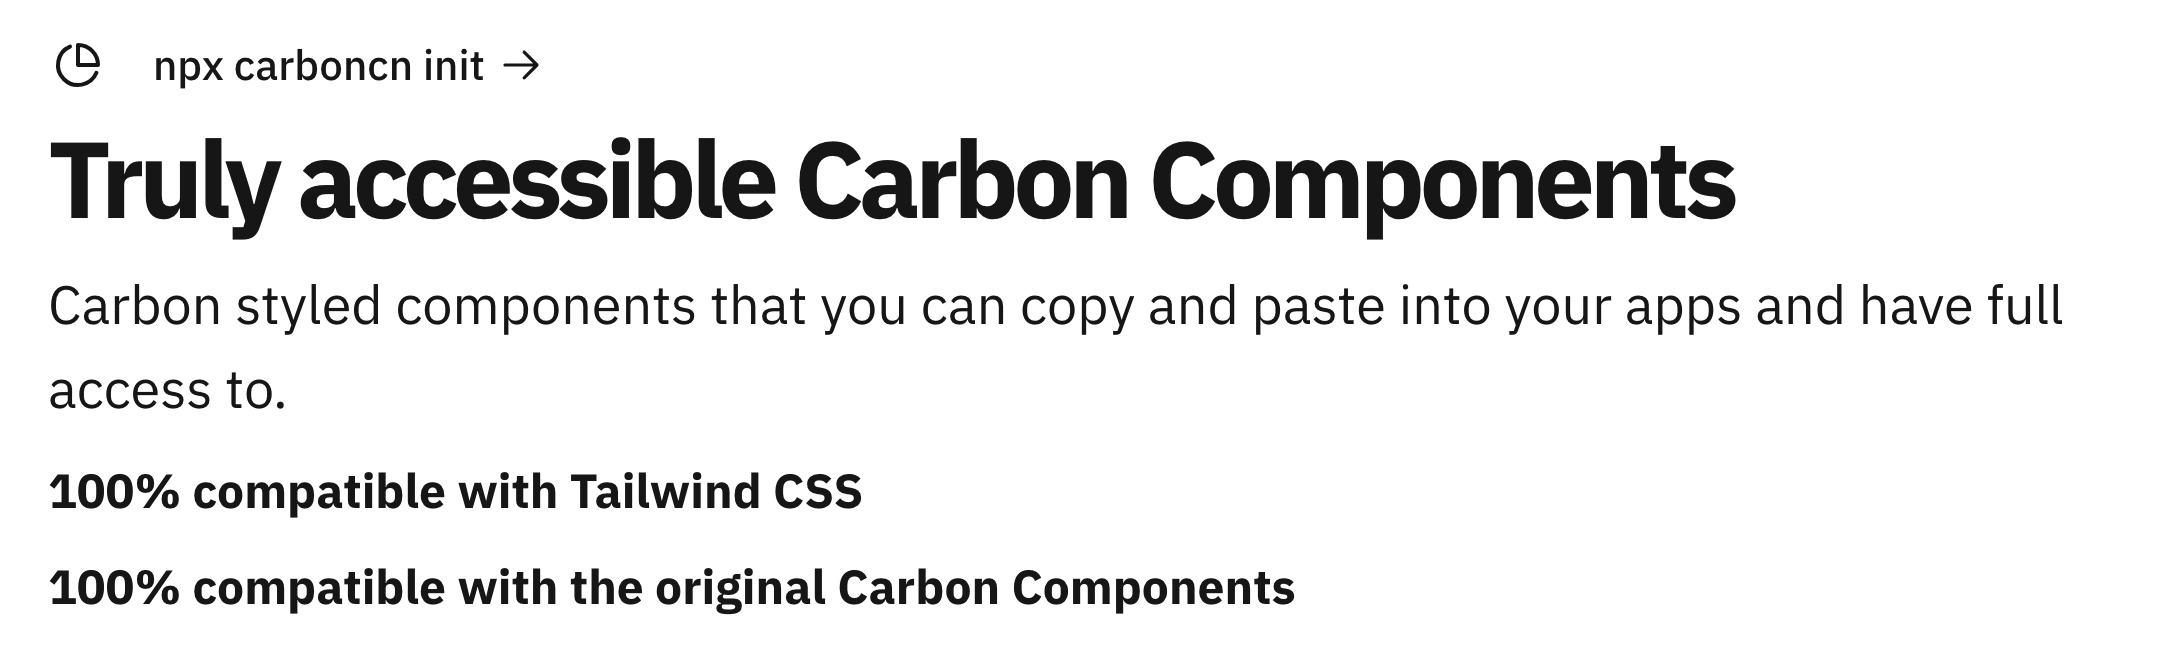 npx carboncn init →
Truly accessible Carbon Components
Carbon styled components that you can copy and paste into your apps and have full
access to.
100% compatible with Tailwind CSS
100% compatible with the original Carbon Components